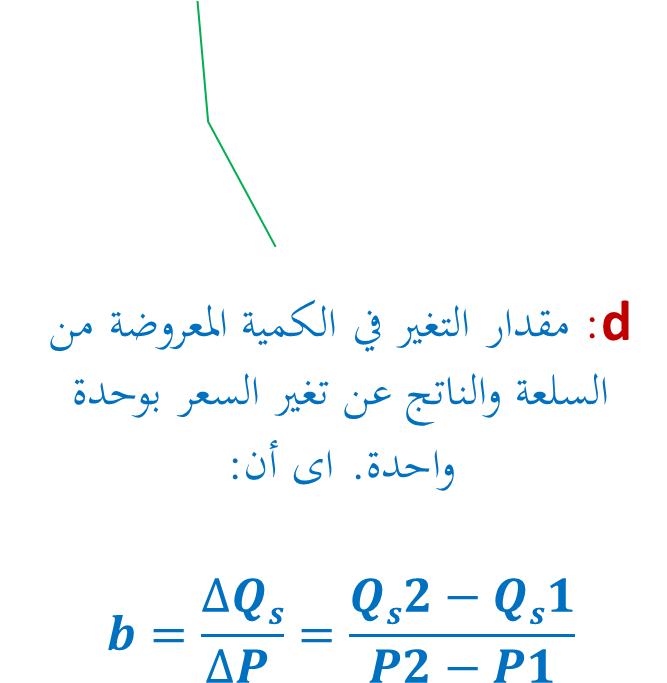 d: مقدار التغير في الكمية المعروضة من
السلعة والناتج عن تغير السعر بوحدة
واحدة. اى أن:
b = ΔQₛ/ΔP = (Qₛ2 − Qₛ1)/(P2 − P1)